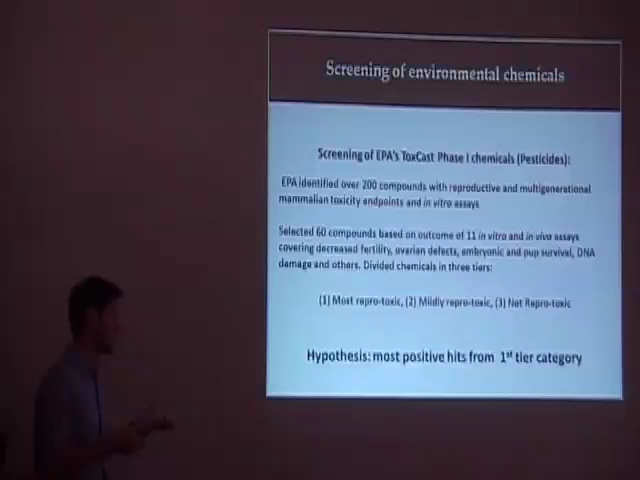 Screening of environmental chemicals
Screening of EPA's ToxCast Phase I chemicals (Pesticides):
EPA identified over 200 compounds with reproductive and multigenerational
mammalian toxicity endpoints and in vitro assays
Selected 60 compounds based on outcome of 11 in vitro and in vivo assays
covering decreased fertility, ovarian defects, embryonic and pup survival, DNA
damage and others. Divided chemicals in three tiers:
(1) Most repro-toxic, (2) Mildly repro-toxic, (3) Not Repro-toxic
Hypothesis: most positive hits from 1st tier category